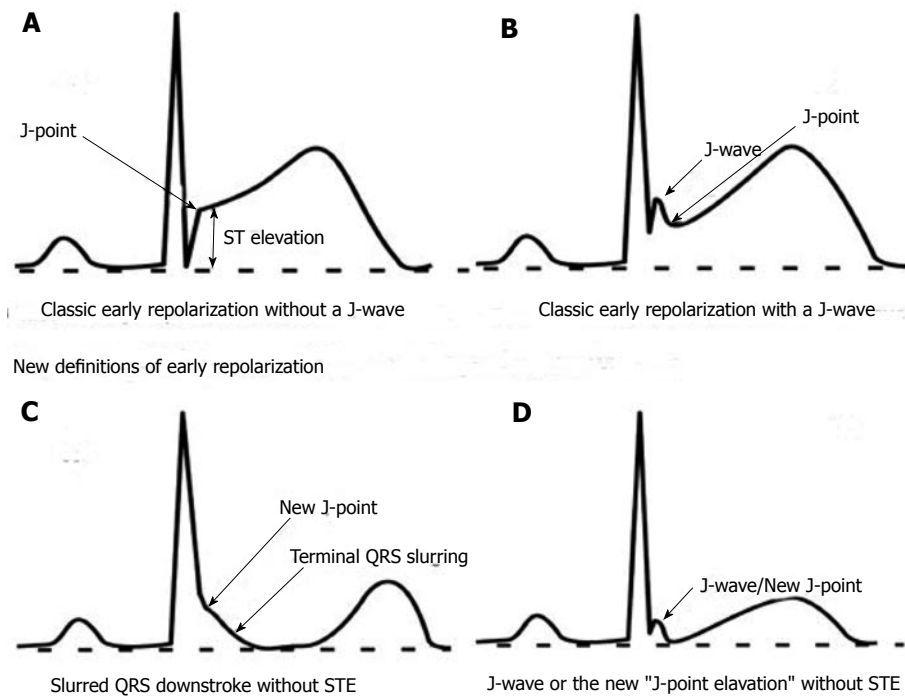 A
B
J-point
J-point
J-wave
ST elevation
Classic early repolarization without a J-wave
Classic early repolarization with a J-wave
New definitions of early repolarization
C
D
New J-point
Terminal QRS slurring
J-wave/New J-point
Slurred QRS downstroke without STE
J-wave or the new "J-point elavation" without STE